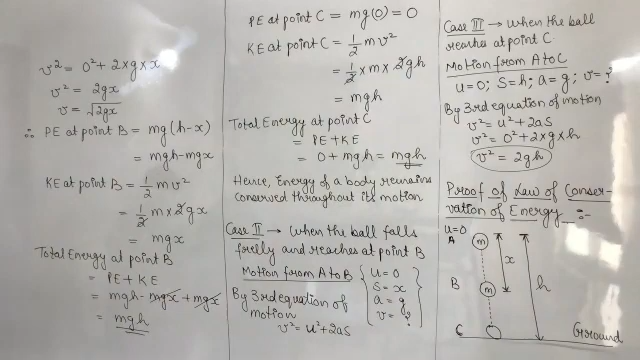 v² = 0² + 2×g×x
v² = 2gx
v = √2gx
∴ PE at point B = mg(h-x)
= mgh-mgx
KE at point B = 1/2 mv²
= 1/2 m × 2gx
= mgx
Total Energy at point B
= PE + KE
= mgh - mgx + mgx
= mgh
PE at point C = mg(0) = 0
KE at point C = 1/2 mv²
= 1/2 × m × 2gh
= mgh
Total Energy at point C
= PE + KE
= 0 + mgh = mgh
Hence, Energy of a body remains
conserved throughout its motion
Case II → When the ball falls
freely and reaches at point B
Motion from A to B
u = 0
S = x
a = g
v = ?
By 3rd equation of
motion
v² = u² + 2as
Case III → When the ball
reaches at point C
Motion from A to C
u=0; S=h; a=g; v=?
By 3rd equation of motion
v² = u² + 2as
v² = 0² + 2×g×h
v² = 2gh
Proof of Law of Conser-
vation of Energy :-
u=0
A m
x
h
B m
C Ground